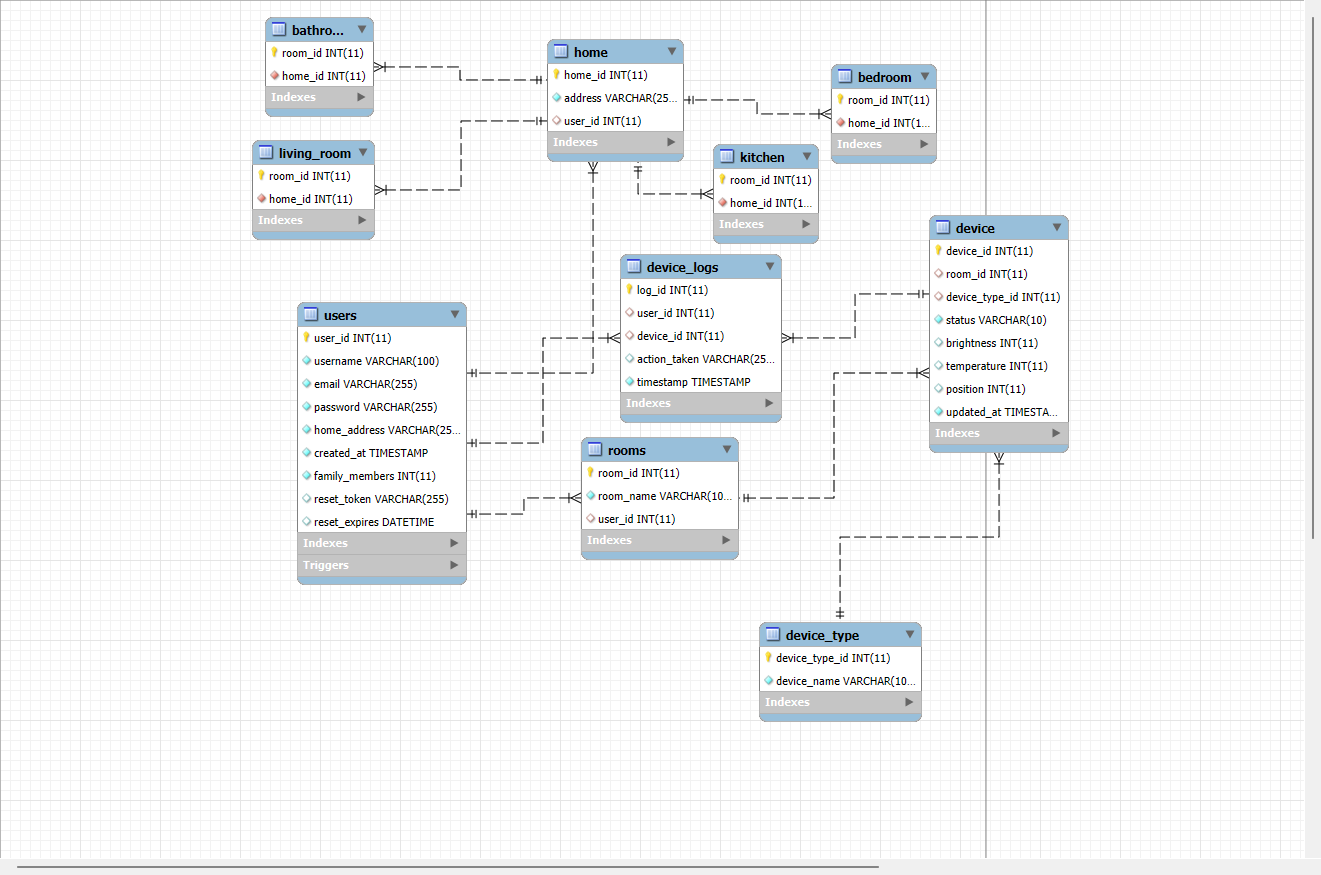 bathro...
room_id INT(11)
home_id INT(11)
Indexes
home
home_id INT(11)
address VARCHAR(25...
user_id INT(11)
Indexes
bedroom
room_id INT(11)
home_id INT(1...
Indexes
living_room
room_id INT(11)
home_id INT(11)
Indexes
kitchen
room_id INT(11)
home_id INT(1...
Indexes
device
device_id INT(11)
room_id INT(11)
device_type_id INT(11)
status VARCHAR(10)
brightness INT(11)
temperature INT(11)
position INT(11)
updated_at TIMESTA...
Indexes
device_logs
log_id INT(11)
user_id INT(11)
device_id INT(11)
action_taken VARCHAR(25...
timestamp TIMESTAMP
Indexes
users
user_id INT(11)
username VARCHAR(100)
email VARCHAR(255)
password VARCHAR(255)
home_address VARCHAR(25...
created_at TIMESTAMP
family_members INT(11)
reset_token VARCHAR(255)
reset_expires DATETIME
Indexes
Triggers
rooms
room_id INT(11)
room_name VARCHAR(10...
user_id INT(11)
Indexes
device_type
device_type_id INT(11)
device_name VARCHAR(10...
Indexes